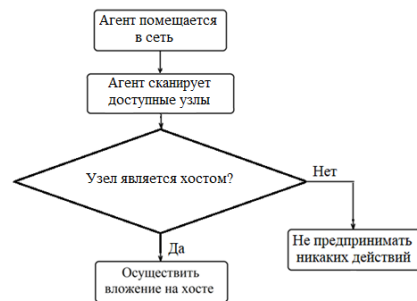 Агент помещается
в сеть
Агент сканирует
доступные узлы
Узел является хостом?
Нет
Да
Не предпринимать
никаких действий
Осуществить
вложение на хосте